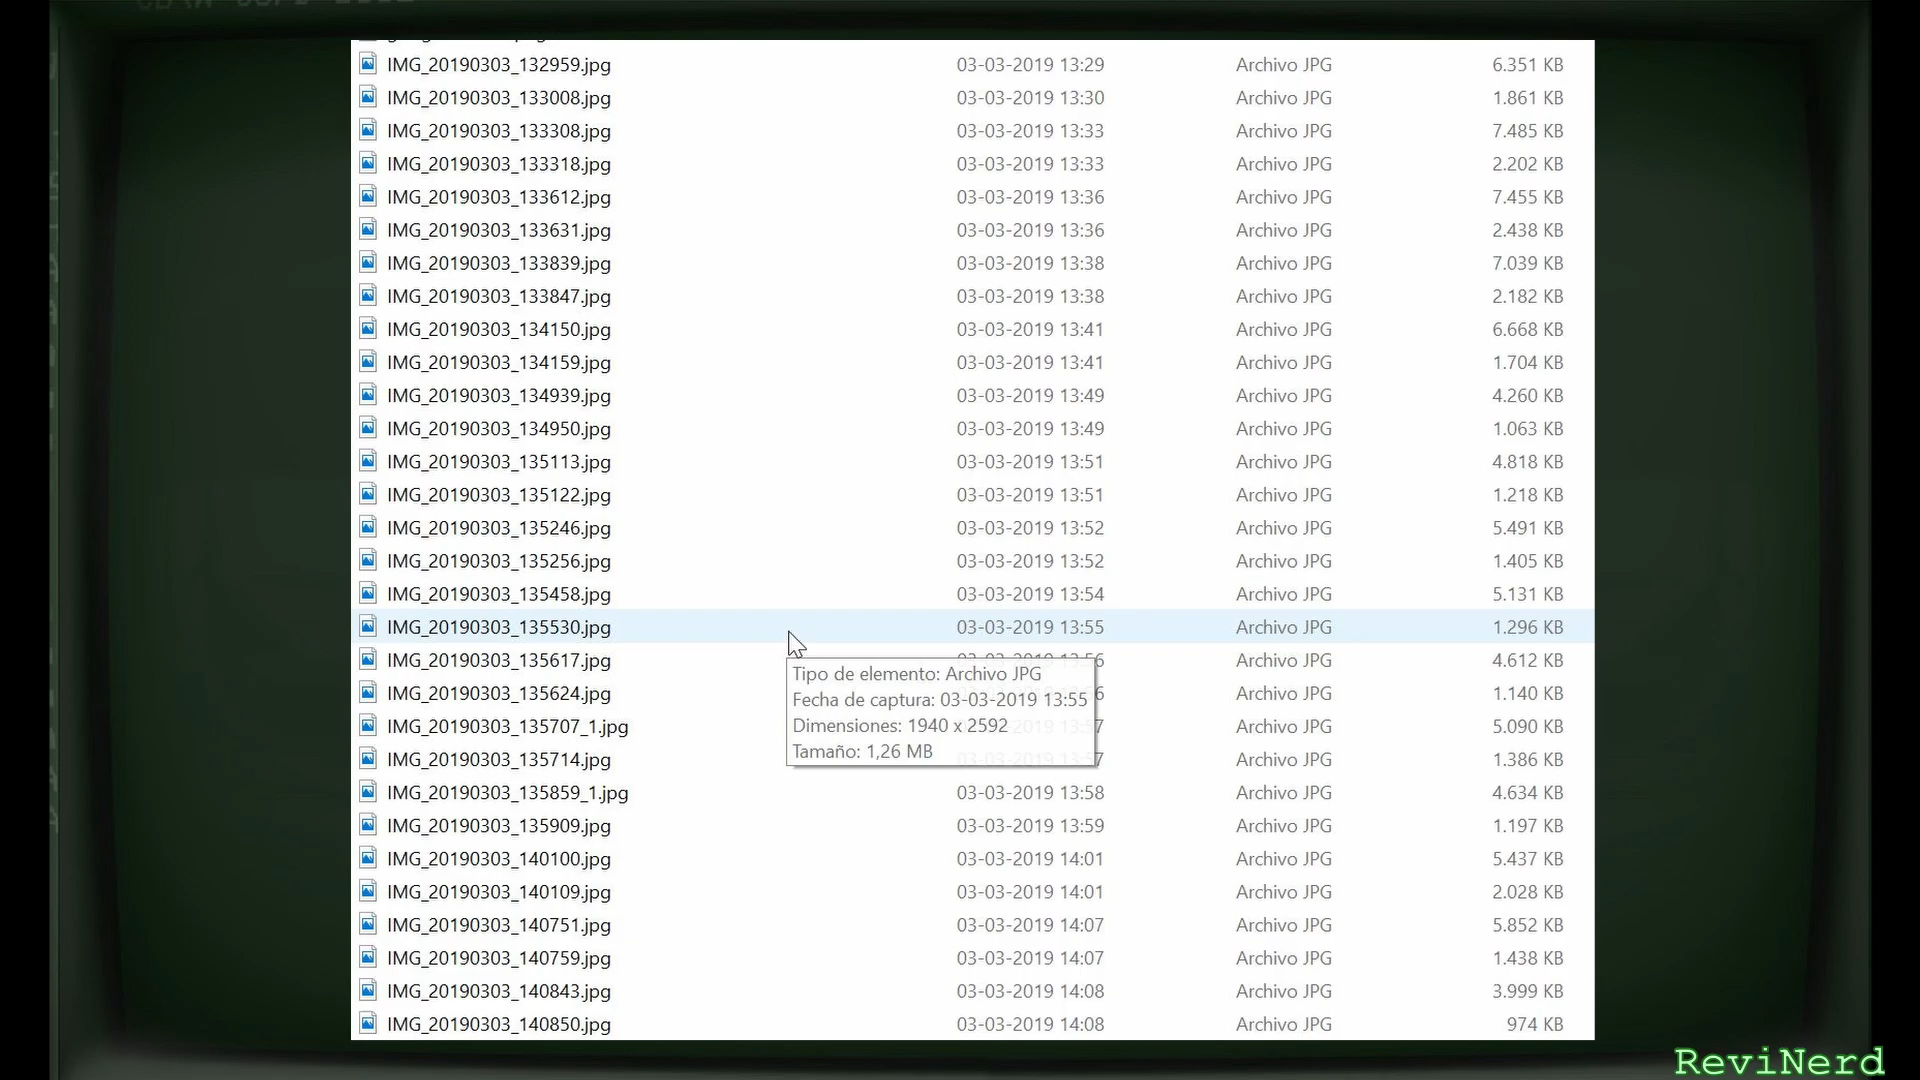 IMG_20190303_132959.jpg 03-03-2019 13:29 Archivo JPG 6.351 KB
IMG_20190303_133008.jpg 03-03-2019 13:30 Archivo JPG 1.861 KB
IMG_20190303_133308.jpg 03-03-2019 13:33 Archivo JPG 7.485 KB
IMG_20190303_133318.jpg 03-03-2019 13:33 Archivo JPG 2.202 KB
IMG_20190303_133612.jpg 03-03-2019 13:36 Archivo JPG 7.455 KB
IMG_20190303_133631.jpg 03-03-2019 13:36 Archivo JPG 2.438 KB
IMG_20190303_133839.jpg 03-03-2019 13:38 Archivo JPG 7.039 KB
IMG_20190303_133847.jpg 03-03-2019 13:38 Archivo JPG 2.182 KB
IMG_20190303_134150.jpg 03-03-2019 13:41 Archivo JPG 6.668 KB
IMG_20190303_134159.jpg 03-03-2019 13:41 Archivo JPG 1.704 KB
IMG_20190303_134939.jpg 03-03-2019 13:49 Archivo JPG 4.260 KB
IMG_20190303_134950.jpg 03-03-2019 13:49 Archivo JPG 1.063 KB
IMG_20190303_135113.jpg 03-03-2019 13:51 Archivo JPG 4.818 KB
IMG_20190303_135122.jpg 03-03-2019 13:51 Archivo JPG 1.218 KB
IMG_20190303_135246.jpg 03-03-2019 13:52 Archivo JPG 5.491 KB
IMG_20190303_135256.jpg 03-03-2019 13:52 Archivo JPG 1.405 KB
IMG_20190303_135458.jpg 03-03-2019 13:54 Archivo JPG 5.131 KB
IMG_20190303_135530.jpg 03-03-2019 13:55 Archivo JPG 1.296 KB
IMG_20190303_135617.jpg 03-03-2019 13:56 Archivo JPG 4.612 KB
Tipo de elemento: Archivo JPG
Fecha de captura: 03-03-2019 13:55
Dimensiones: 1940 x 2592
Tamaño: 1,26 MB
IMG_20190303_135624.jpg Archivo JPG 1.140 KB
IMG_20190303_135707_1.jpg Archivo JPG 5.090 KB
IMG_20190303_135714.jpg 03-03-2019 13:57 Archivo JPG 1.386 KB
IMG_20190303_135859_1.jpg 03-03-2019 13:58 Archivo JPG 4.634 KB
IMG_20190303_135909.jpg 03-03-2019 13:59 Archivo JPG 1.197 KB
IMG_20190303_140100.jpg 03-03-2019 14:01 Archivo JPG 5.437 KB
IMG_20190303_140109.jpg 03-03-2019 14:01 Archivo JPG 2.028 KB
IMG_20190303_140751.jpg 03-03-2019 14:07 Archivo JPG 5.852 KB
IMG_20190303_140759.jpg 03-03-2019 14:07 Archivo JPG 1.438 KB
IMG_20190303_140843.jpg 03-03-2019 14:08 Archivo JPG 3.999 KB
IMG_20190303_140850.jpg 03-03-2019 14:08 Archivo JPG 974 KB
ReviNerd